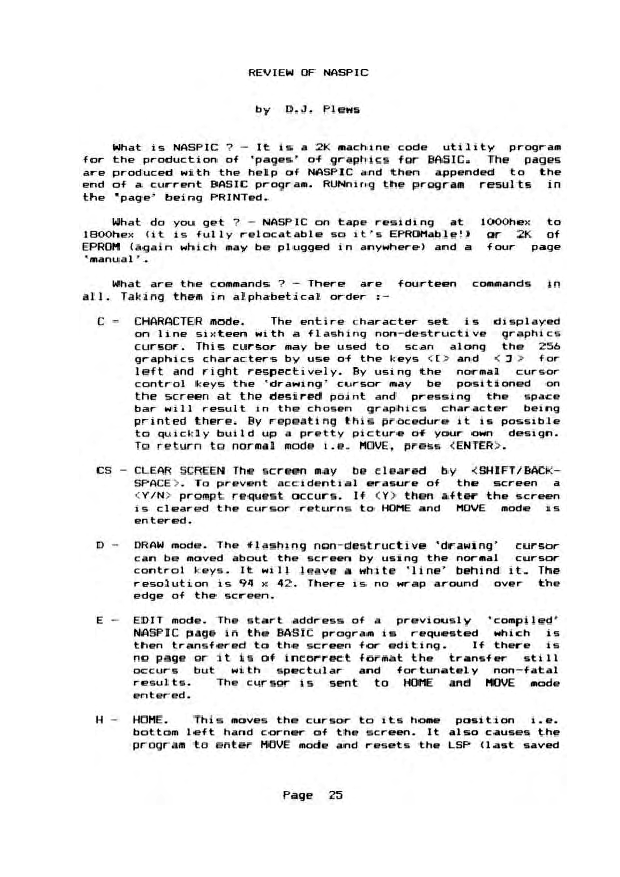 REVIEW OF NASPIC
by D.J. Plews
What is NASPIC ? - It is a 2K machine code utility program
for the production of 'pages' of graphics for BASIC. The pages
are produced with the help of NASPIC and then appended to the
end of a current BASIC program. RUNning the program results in
the 'page' being PRINTed.
What do you get ? - NASPIC on tape residing at 1000hex to
1800hex (it is fully relocatable so it's EPROMable!) or 2K of
EPROM (again which may be plugged in anywhere) and a four page
'manual'.
What are the commands ? - There are fourteen commands in
all. Taking them in alphabetical order :-
C - CHARACTER mode. The entire character set is displayed
on line sixteen with a flashing non-destructive graphics
cursor. This cursor may be used to scan along the 256
graphics characters by use of the keys <[> and < ] > for
left and right respectively. By using the normal cursor
control keys the 'drawing' cursor may be positioned on
the screen at the desired point and pressing the space
bar will result in the chosen graphics character being
printed there. By repeating this procedure it is possible
to quickly build up a pretty picture of your own design.
To return to normal mode i.e. MOVE, press <ENTER>.
CS - CLEAR SCREEN The screen may be cleared by <SHIFT/BACK-
SPACE>. To prevent accidential erasure of the screen a
<Y/N> prompt request occurs. If <Y> then after the screen
is cleared the cursor returns to HOME and MOVE mode is
entered.
D - DRAW mode. The flashing non-destructive 'drawing' cursor
can be moved about the screen by using the normal cursor
control keys. It will leave a white 'line' behind it. The
resolution is 94 x 42. There is no wrap around over the
edge of the screen.
E - EDIT mode. The start address of a previously 'compiled'
NASPIC page in the BASIC program is requested which is
then transfered to the screen for editing. If there is
no page or it is of incorrect format the transfer still
occurs but with spectular and fortunately non-fatal
results. The cursor is sent to HOME and MOVE mode
entered.
H - HOME. This moves the cursor to its home position i.e.
bottom left hand corner of the screen. It also causes the
program to enter MOVE mode and resets the LSP (last saved
Page 25